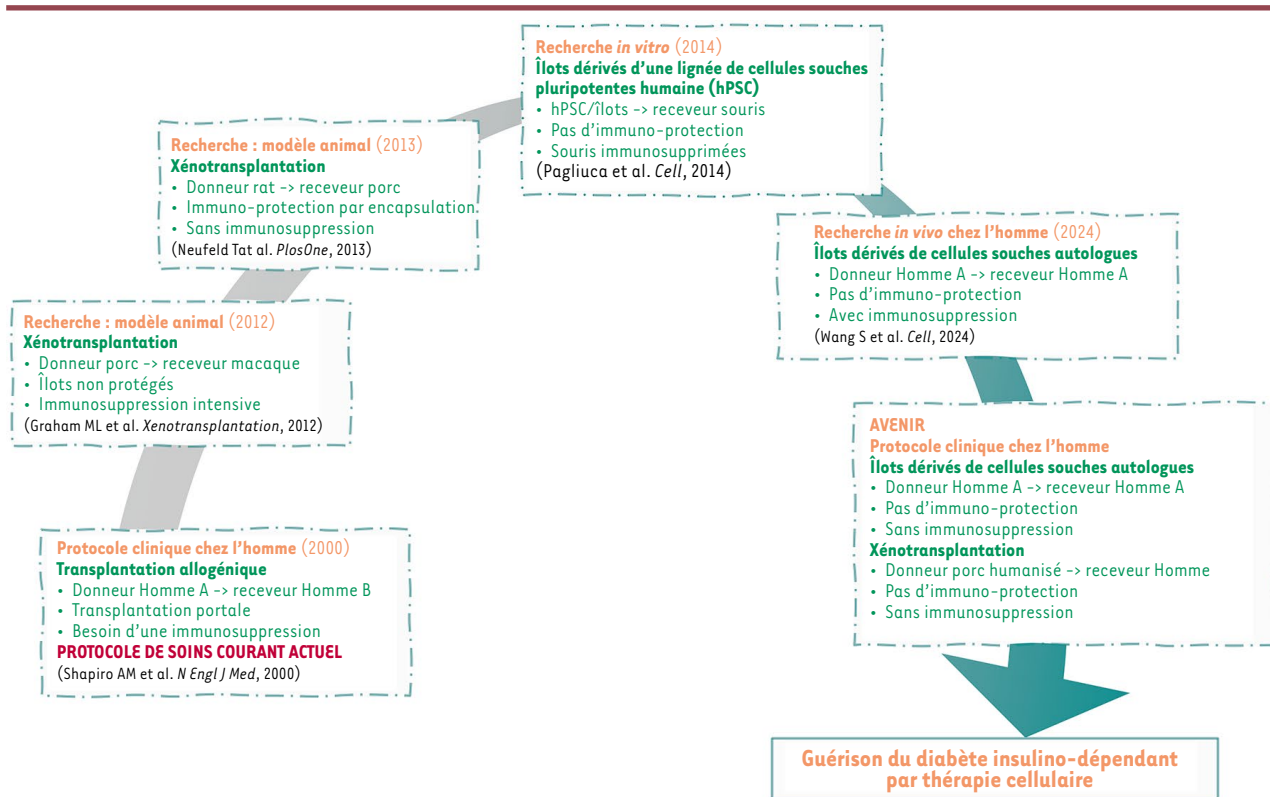 Recherche in vitro (2014)
Îlots dérivés d'une lignée de cellules souches
pluripotentes humaine (hPSC)
• hPSC/îlots -> receveur souris
• Pas d'immuno-protection
• Souris immunosupprimées
(Pagliuca et al. Cell, 2014)
Recherche : modèle animal (2013)
Xénotransplantation
• Donneur rat -> receveur porc
• Immuno-protection par encapsulation
• Sans immunosuppression
(Neufeld Tat al. PlosOne, 2013)
Recherche in vivo chez l'homme (2024)
Îlots dérivés de cellules souches autologues
• Donneur Homme A -> receveur Homme A
• Pas d'immuno-protection
• Avec immunosuppression
(Wang S et al. Cell, 2024)
Recherche : modèle animal (2012)
Xénotransplantation
• Donneur porc -> receveur macaque
• Îlots non protégés
• Immunosuppression intensive
(Graham ML et al. Xenotransplantation, 2012)
AVENIR
Protocole clinique chez l'homme
Îlots dérivés de cellules souches autologues
• Donneur Homme A -> receveur Homme A
• Pas d'immuno-protection
• Sans immunosuppression
Xénotransplantation
• Donneur porc humanisé -> receveur Homme
• Pas d'immuno-protection
• Sans immunosuppression
Protocole clinique chez l'homme (2000)
Transplantation allogénique
• Donneur Homme A -> receveur Homme B
• Transplantation portale
• Besoin d'une immunosuppression
PROTOCOLE DE SOINS COURANT ACTUEL
(Shapiro AM et al. N Engl J Med, 2000)
Guérison du diabète insulino-dépendant
par thérapie cellulaire